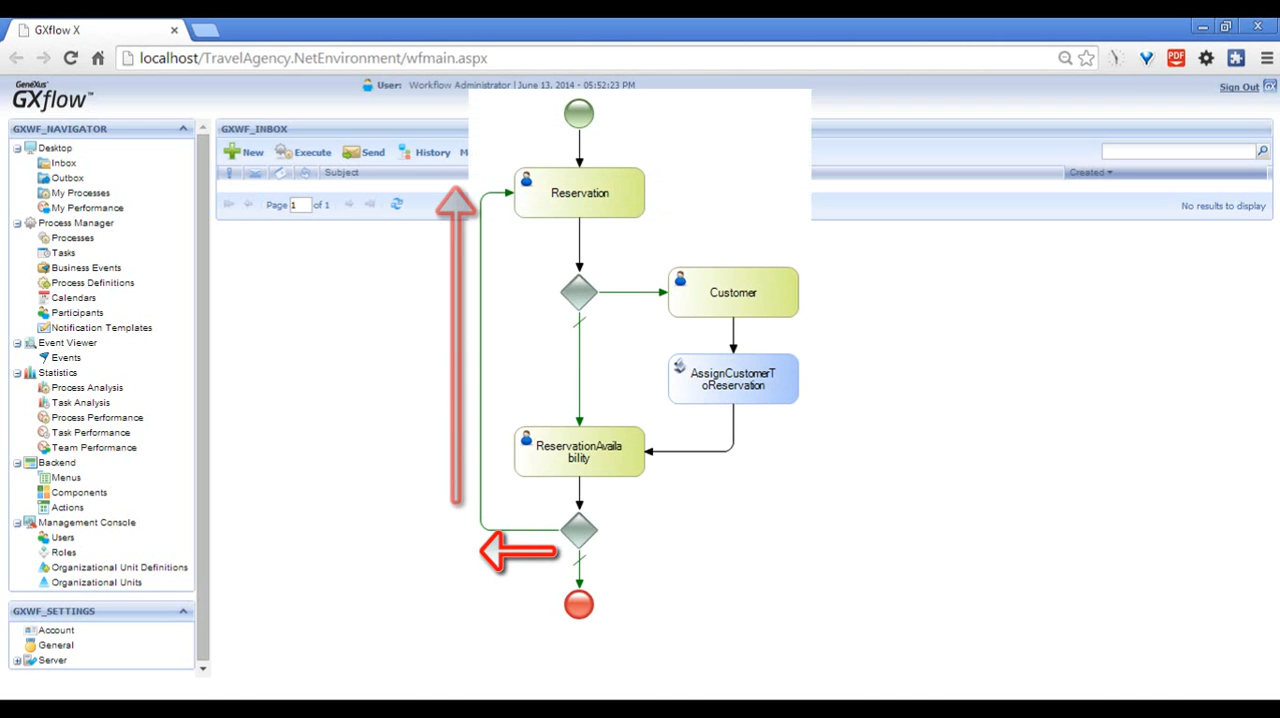 GXflow X
localhost/TravelAgency.NetEnvironment/wfmain.aspx
PDF
GeneXus
GXflow™
User: Workflow Administrator | June 13, 2014 - 05:52:23 PM
Sign Out
GXWF_NAVIGATOR
Desktop
Inbox
Outbox
My Processes
My Performance
Process Manager
Processes
Tasks
Business Events
Process Definitions
Calendars
Participants
Notification Templates
Event Viewer
Events
Statistics
Process Analysis
Task Analysis
Process Performance
Task Performance
Team Performance
Backend
Menus
Components
Actions
Management Console
Users
Roles
Organizational Unit Definitions
Organizational Units
GXWF_SETTINGS
Account
General
Server
GXWF_INBOX
New Execute Send History M
Subject
Created
Page 1 of 1
No results to display
Reservation
Customer
AssignCustomerT
oReservation
ReservationAvaila
bility